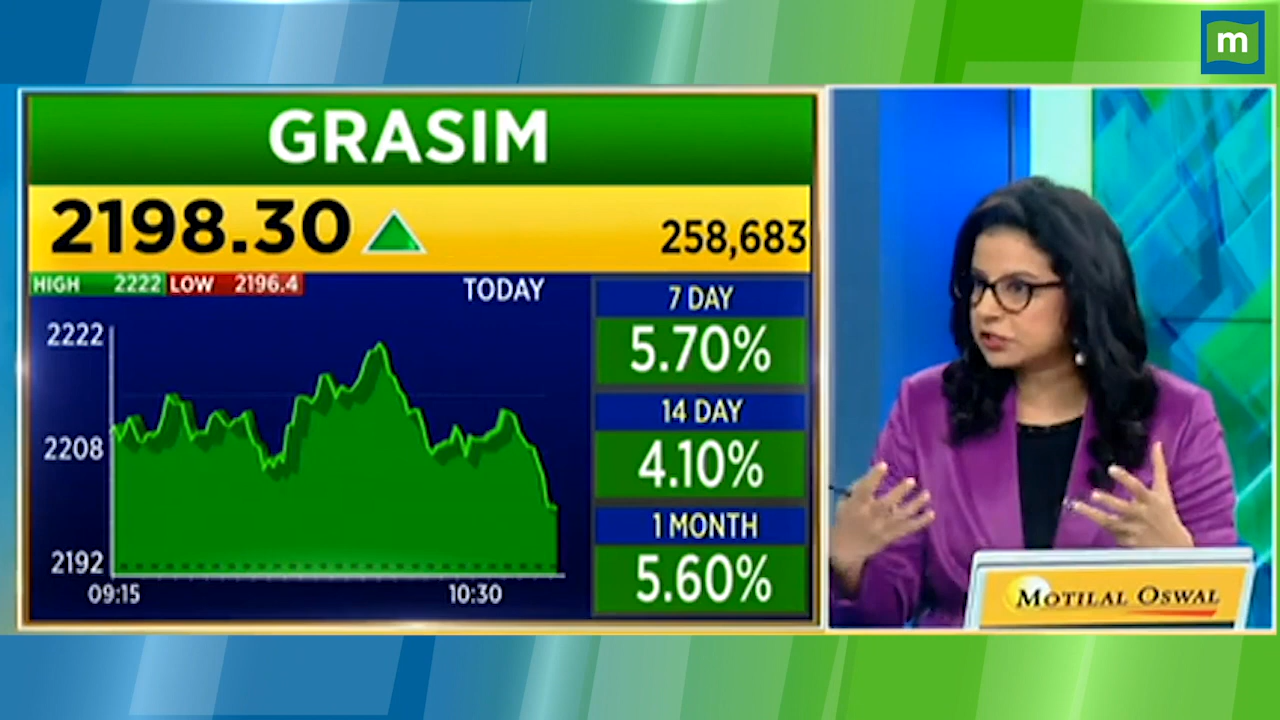 m
GRASIM
2198.30 258,683
HIGH 2222 LOW 2196.4 TODAY
2222
2208
2192
09:15 10:30
7 DAY
5.70%
14 DAY
4.10%
1 MONTH
5.60%
MOTILAL OSWAL